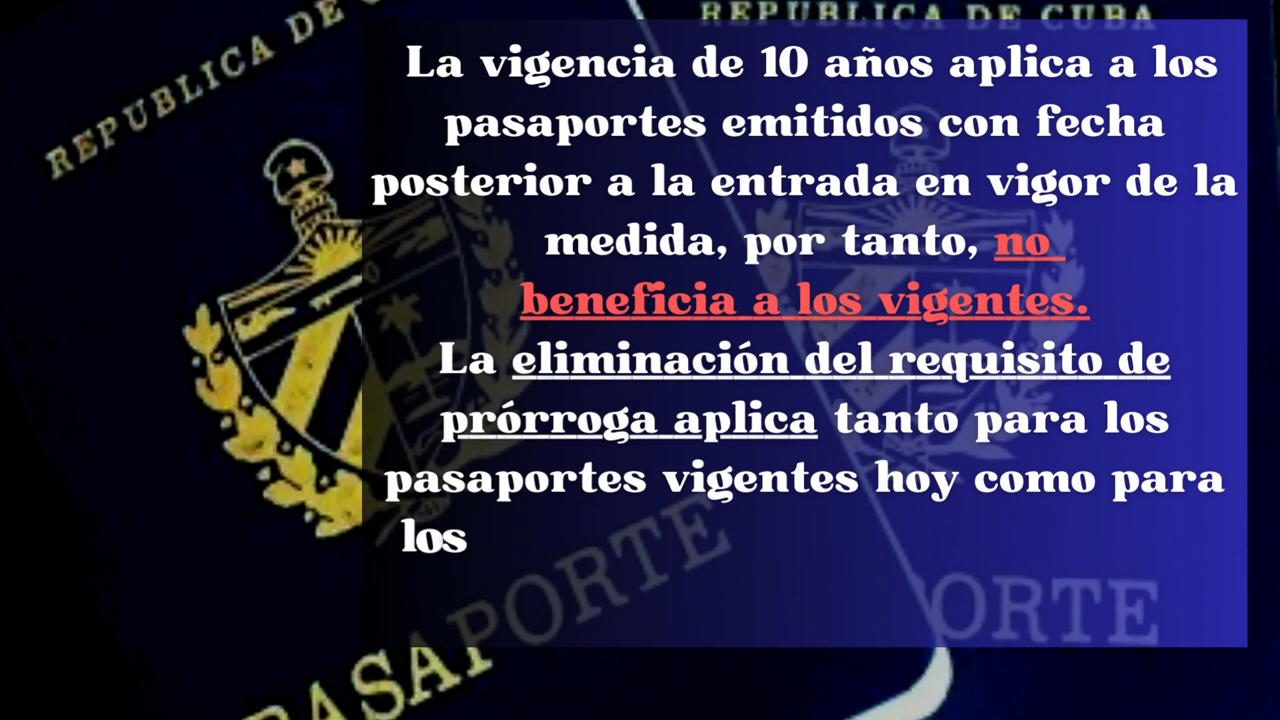 REPUBLICA DE C
REPUBLICA DE CUBA
La vigencia de 10 años aplica a los
pasaportes emitidos con fecha
posterior a la entrada en vigor de la
medida, por tanto, no
beneficia a los vigentes.
La eliminación del requisito de
prórroga aplica tanto para los
pasaportes vigentes hoy como para
los
PASAPORTE
ORTE